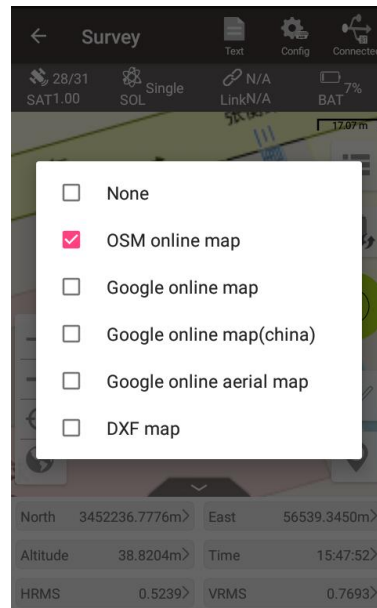 Survey
Text Config Connected
28/31 Single N/A 7%
SAT1.00 SOL LinkN/A BAT
17.07 m
None
OSM online map
Google online map
Google online map(china)
Google online aerial map
DXF map
North 3452236.7776m East 56539.3450m
Altitude 38.8204m Time 15:47:52
HRMS 0.5239 VRMS 0.7693